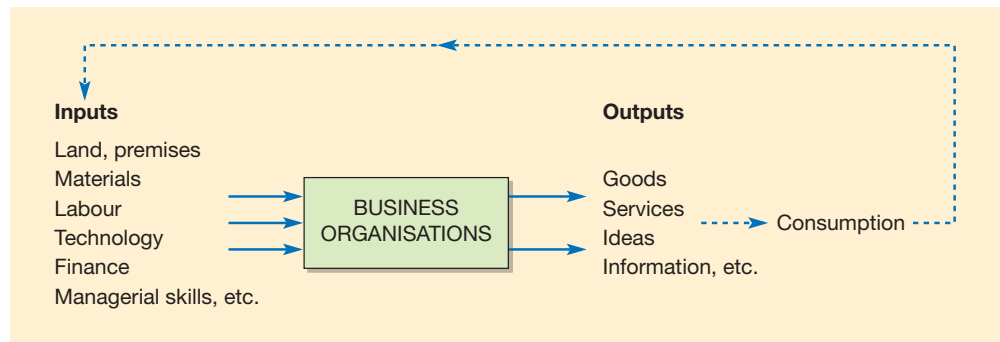 Inputs
Land, premises
Materials
Labour
Technology
Finance
Managerial skills, etc.
BUSINESS
ORGANISATIONS
Outputs
Goods
Services
Ideas
Information, etc.
Consumption